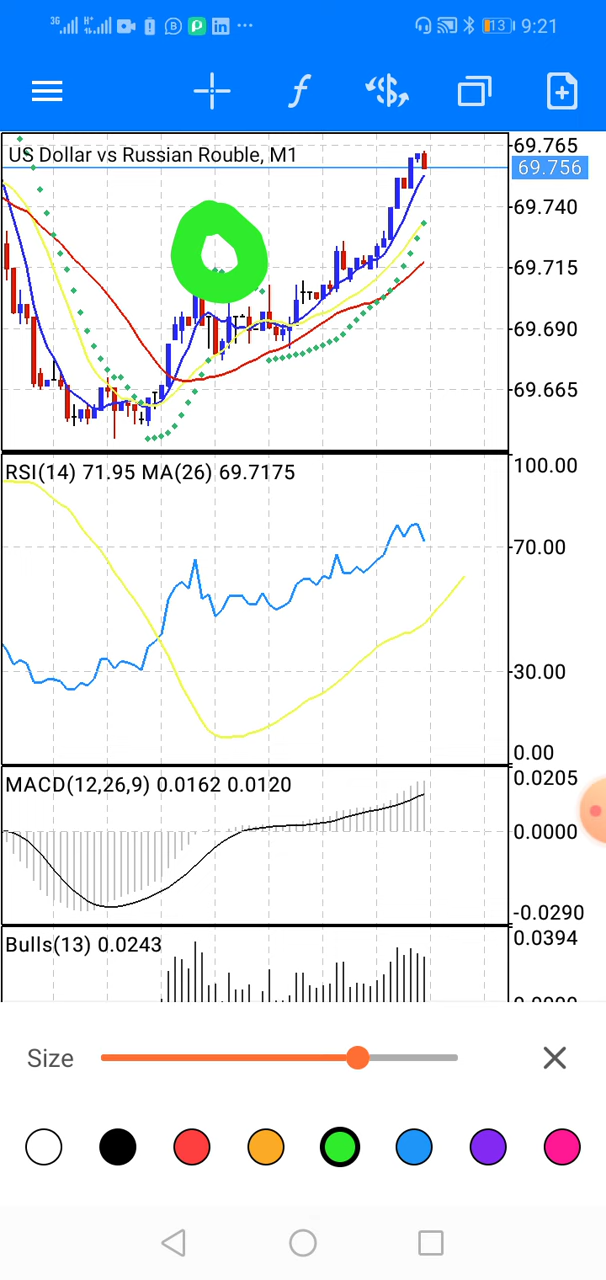 3G H+ B P in ... 13 9:21
f $
US Dollar vs Russian Rouble, M1
69.765
69.756
69.740
69.715
69.690
69.665
RSI(14) 71.95 MA(26) 69.7175
100.00
70.00
30.00
0.00
MACD(12,26,9) 0.0162 0.0120
0.0205
0.0000
-0.0290
Bulls(13) 0.0243
0.0394
Size